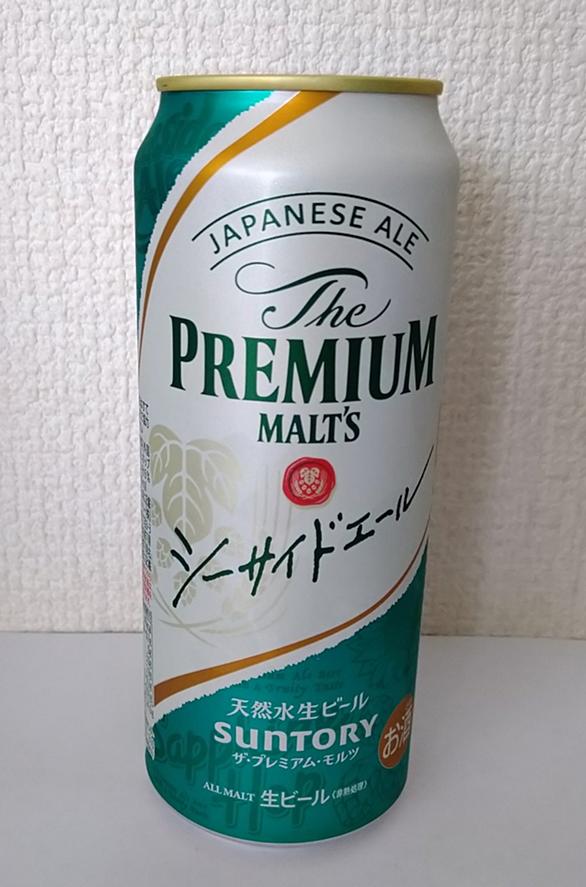 JAPANESE ALE
The
PREMIUM
MALT'S
シーサイドエール
天然水生ビール
SUNTORY
ザ・プレミアム・モルツ
お酒
ALL MALT 生ビール(非熱処理)